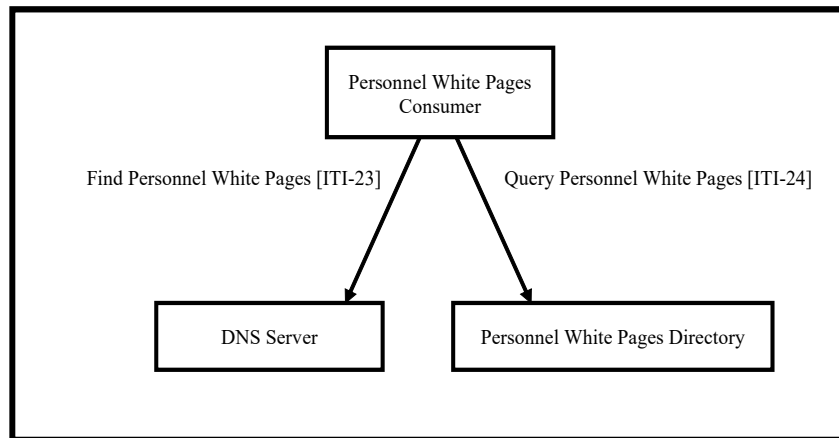 Personnel White Pages
Consumer
Find Personnel White Pages [ITI-23]
Query Personnel White Pages [ITI-24]
DNS Server
Personnel White Pages Directory